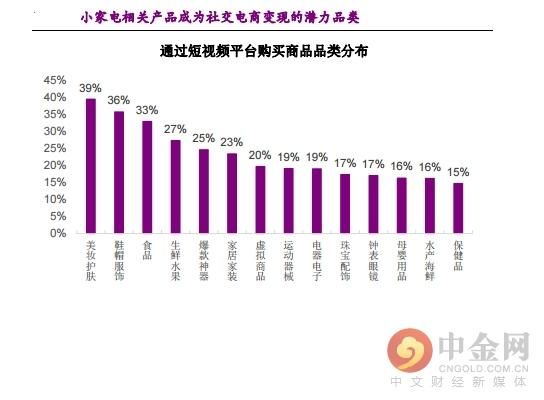 小家电相关产品成为社交电商变现的潜力品类
通过短视频平台购买商品品类分布
45%
40%
35%
30%
25%
20%
15%
10%
5%
0%
39%
36%
33%
27%
25%
23%
20%
19%
19%
17%
17%
16%
16%
15%
美妆护肤
鞋帽服饰
食品
生鲜水果
爆款神器
家居家装
虚拟商品
运动器械
电器电子
珠宝配饰
钟表眼镜
母婴用品
水产海鲜
保健品
中金网
CNGOLD.COM.CN
中文财经新媒体